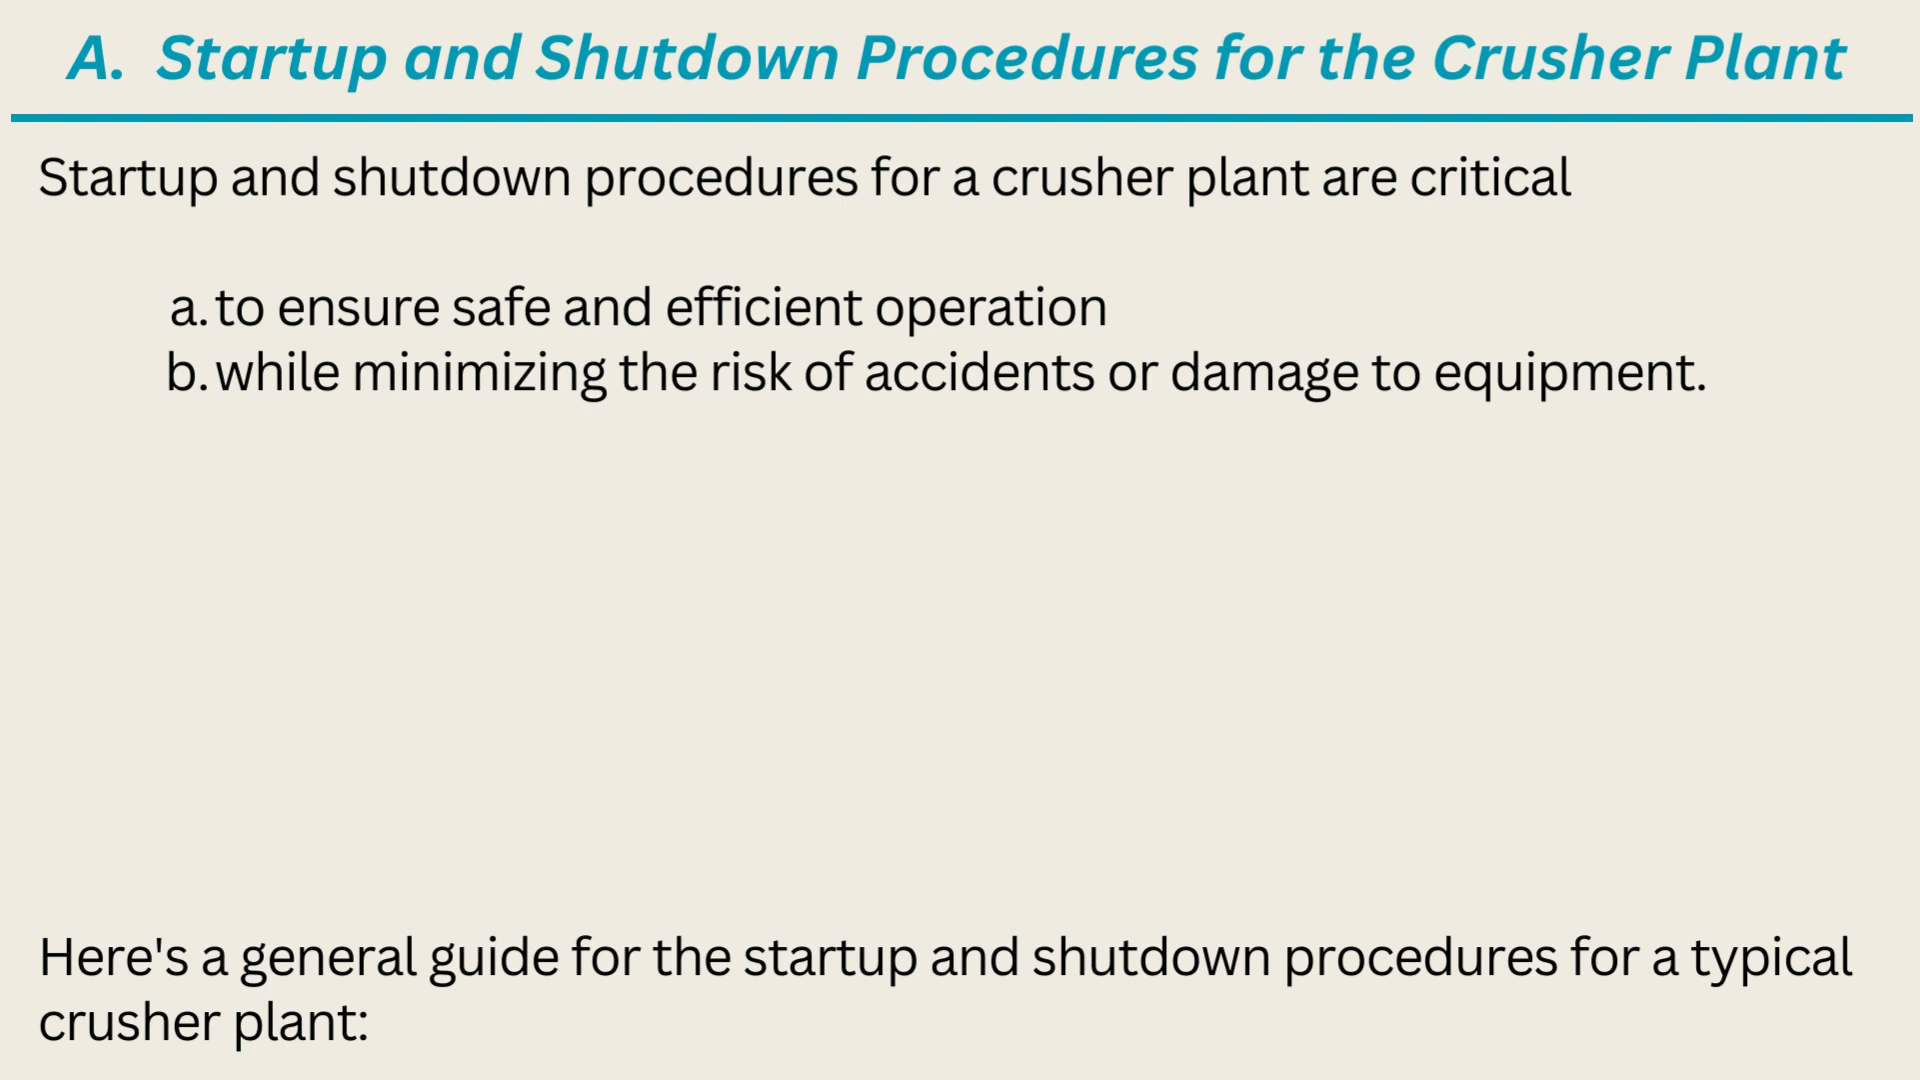 A. Startup and Shutdown Procedures for the Crusher Plant
Startup and shutdown procedures for a crusher plant are critical
a. to ensure safe and efficient operation
b. while minimizing the risk of accidents or damage to equipment.
Here's a general guide for the startup and shutdown procedures for a typical
crusher plant: